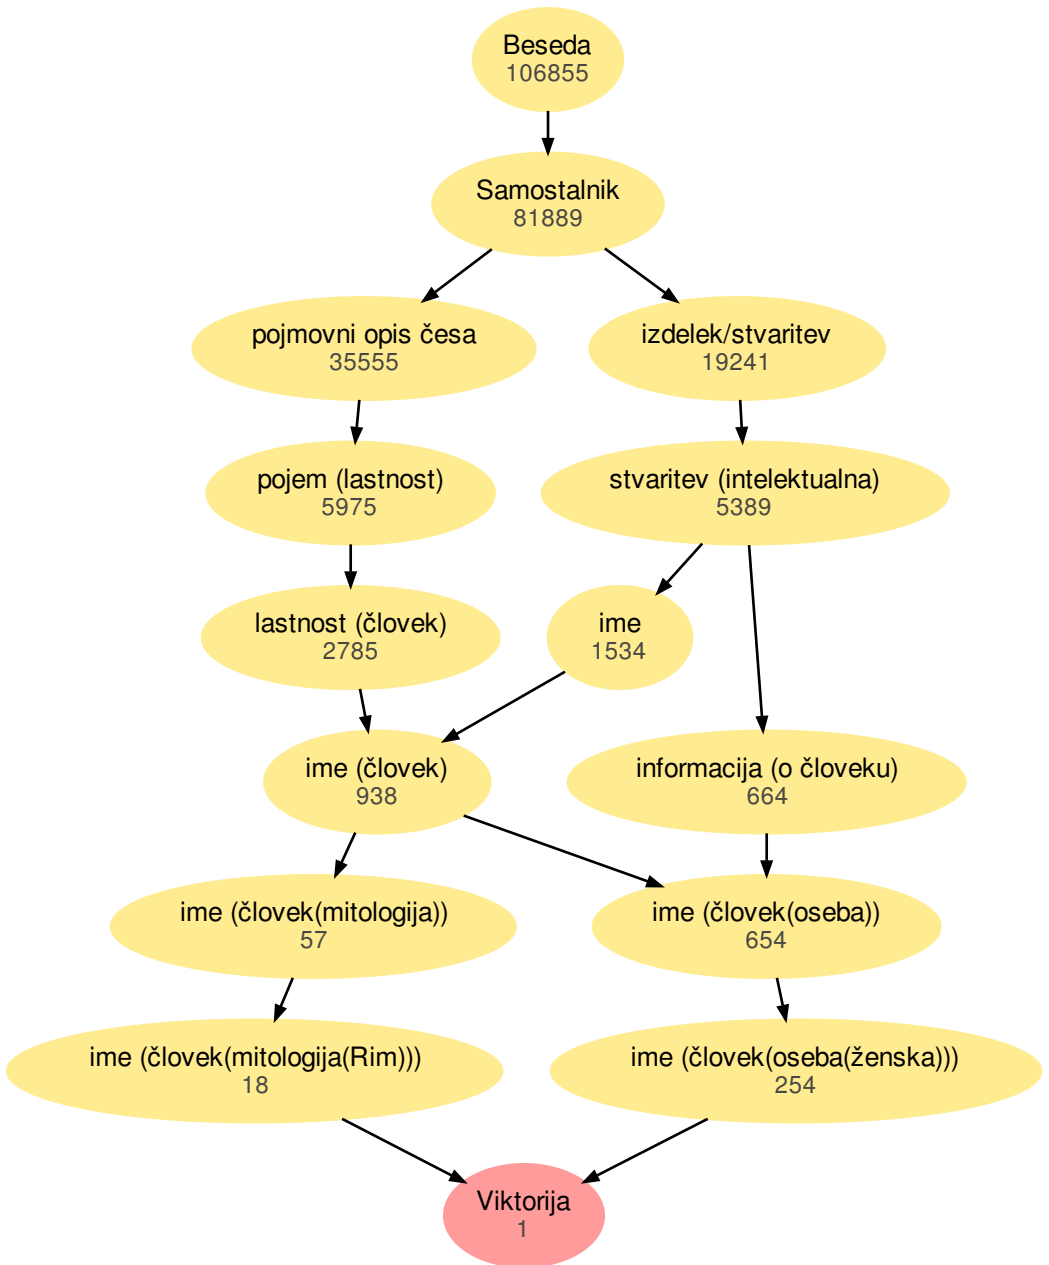 Beseda
106855
Samostalnik
81889
pojmovni opis česa
35555
izdelek/stvaritev
19241
pojem (lastnost)
5975
stvaritev (intelektualna)
5389
lastnost (človek)
2785
ime
1534
ime (človek)
938
informacija (o človeku)
664
ime (človek(mitologija))
57
ime (človek(oseba))
654
ime (človek(mitologija(Rim)))
18
ime (človek(oseba(ženska)))
254
Viktorija
1